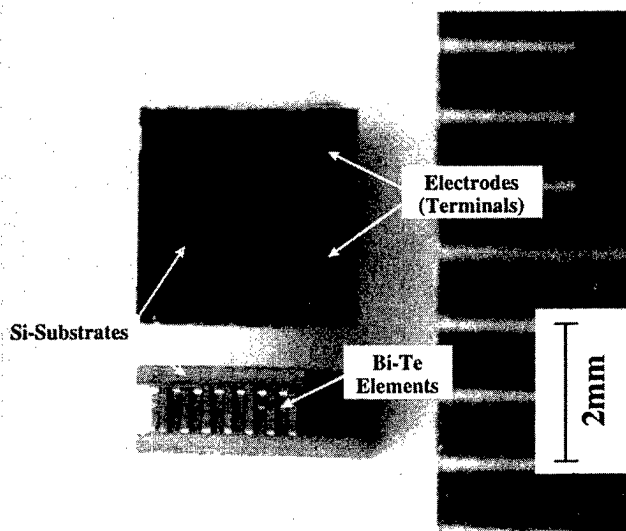 Electrodes
(Terminals)
Si-Substrates
Bi-Te
Elements
2mm